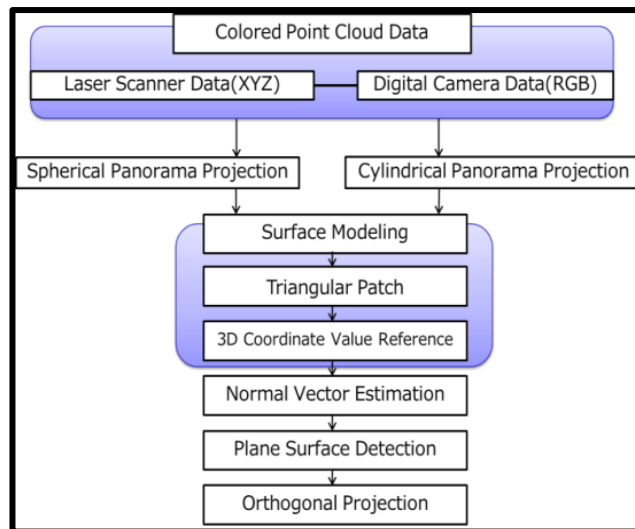 Colored Point Cloud Data
Laser Scanner Data(XYZ)
Digital Camera Data(RGB)
Spherical Panorama Projection
Cylindrical Panorama Projection
Surface Modeling
Triangular Patch
3D Coordinate Value Reference
Normal Vector Estimation
Plane Surface Detection
Orthogonal Projection